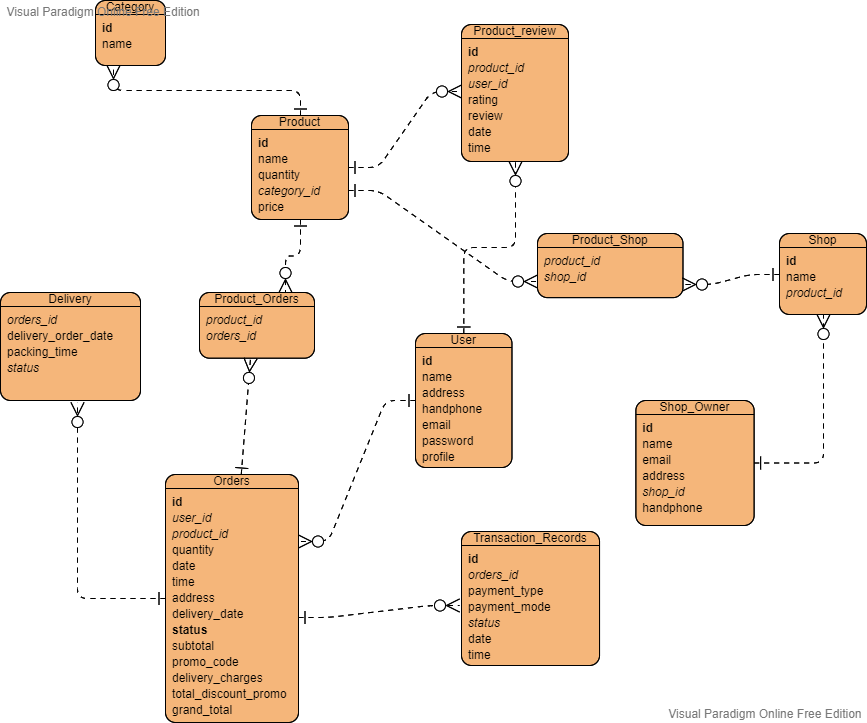 Visual Paradigm Online Free Edition
Category
id
name
Product_review
id
product_id
user_id
rating
review
date
time
Product
id
name
quantity
category_id
price
Product_Shop
product_id
shop_id
Shop
id
name
product_id
Delivery
orders_id
delivery_order_date
packing_time
status
Product_Orders
product_id
orders_id
User
id
name
address
handphone
email
password
profile
Shop_Owner
id
name
email
address
shop_id
handphone
Orders
id
user_id
product_id
quantity
date
time
address
delivery_date
status
subtotal
promo_code
delivery_charges
total_discount_promo
grand_total
Transaction_Records
id
orders_id
payment_type
payment_mode
status
date
time
Visual Paradigm Online Free Edition